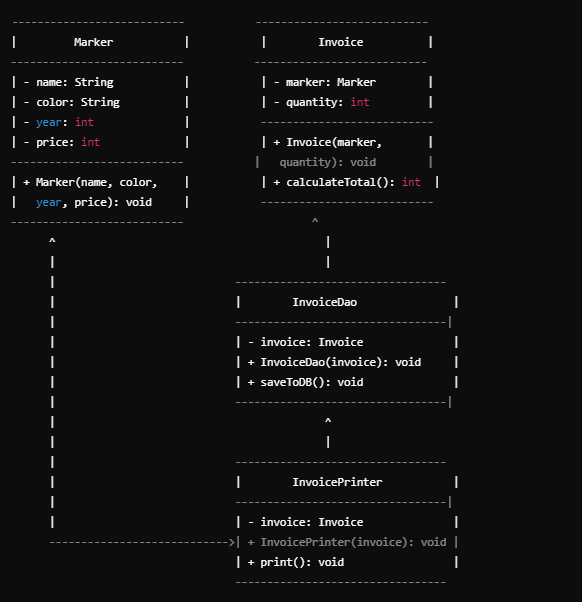 Marker
Invoice
- name: String
- color: String
- year: int
- price: int
+ Marker(name, color,
year, price): void
- marker: Marker
- quantity: int
+ Invoice(marker,
quantity): void
+ calculateTotal(): int
InvoiceDao
- invoice: Invoice
+ InvoiceDao(invoice): void
+ saveToDB(): void
InvoicePrinter
- invoice: Invoice
+ InvoicePrinter(invoice): void
+ print(): void